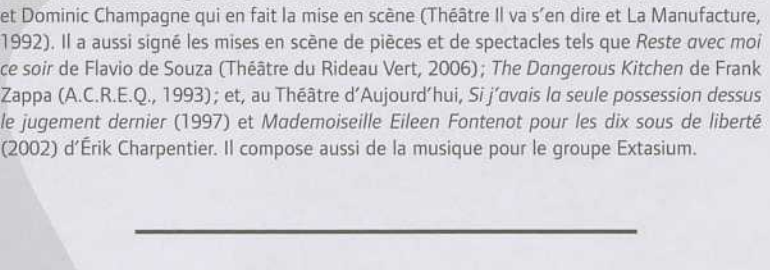 et Dominic Champagne qui en fait la mise en scène (Théâtre Il va s'en dire et La Manufacture,
1992). Il a aussi signé les mises en scène de pièces et de spectacles tels que Reste avec moi
ce soir de Flavio de Souza (Théâtre du Rideau Vert, 2006); The Dangerous Kitchen de Frank
Zappa (A.C.R.E.Q., 1993); et, au Théâtre d'Aujourd'hui, Si j'avais la seule possession dessus
le jugement dernier (1997) et Mademoiseille Eileen Fontenot pour les dix sous de liberté
(2002) d'Érik Charpentier. Il compose aussi de la musique pour le groupe Extasium.